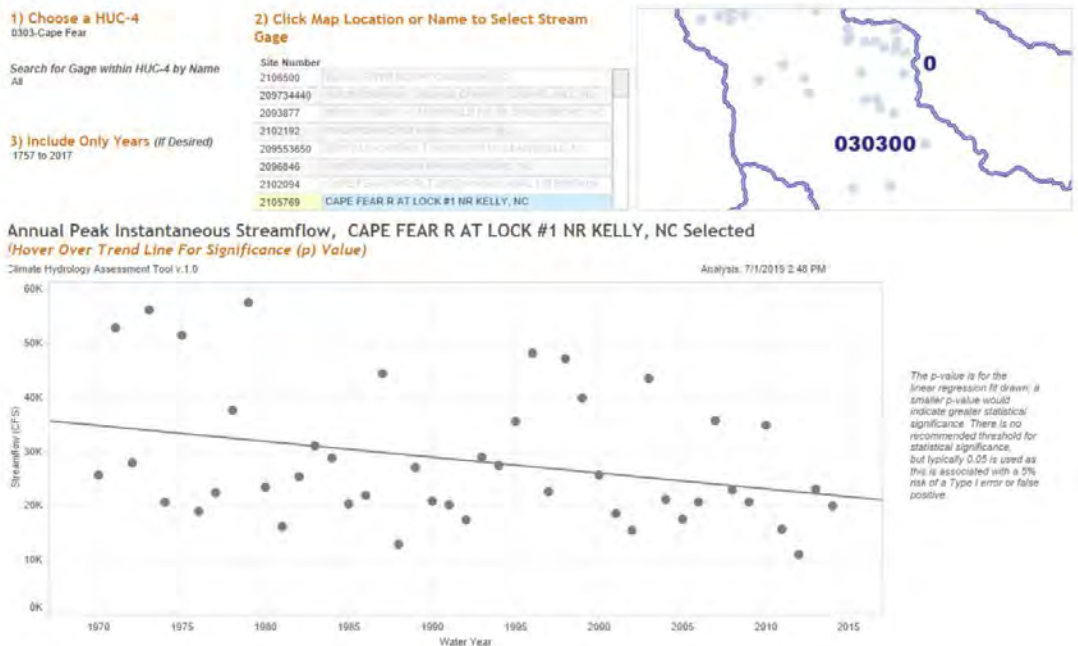 1) Choose a HUC-4
0303-Cape Fear
Search for Gage within HUC-4 by Name
All
3) Include Only Years (If Desired)
1757 to 2017
2) Click Map Location or Name to Select Stream
Gage
Site Number
2106500
209734440
2093877
2102192
209553650
2096846
2102094
2105769 CAPE FEAR R AT LOCK #1 NR KELLY, NC
0
030300
Annual Peak Instantaneous Streamflow, CAPE FEAR R AT LOCK #1 NR KELLY, NC Selected
(Hover Over Trend Line For Significance (p) Value)
Climate Hydrology Assessment Tool v.1.0
Analysis: 7/1/2015 2:48 PM
60K
50K
40K
30K
20K
10K
0K
Streamflow (CFS)
1970 1975 1980 1985 1990 1995 2000 2005 2010 2015
Water Year
The p-value is for the
linear regression fit drawn; a
smaller p-value would
indicate greater statistical
significance. There is no
recommended threshold for
statistical significance,
but typically 0.05 is used as
this is associated with a 5%
risk of a Type I error or false
positive.